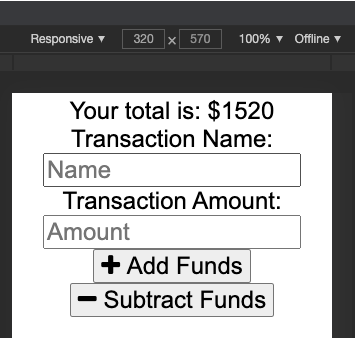 Responsive ▼ 320 × 570 100% ▼ Offline ▼
Your total is: $1520
Transaction Name:
Name
Transaction Amount:
Amount
+ Add Funds
− Subtract Funds